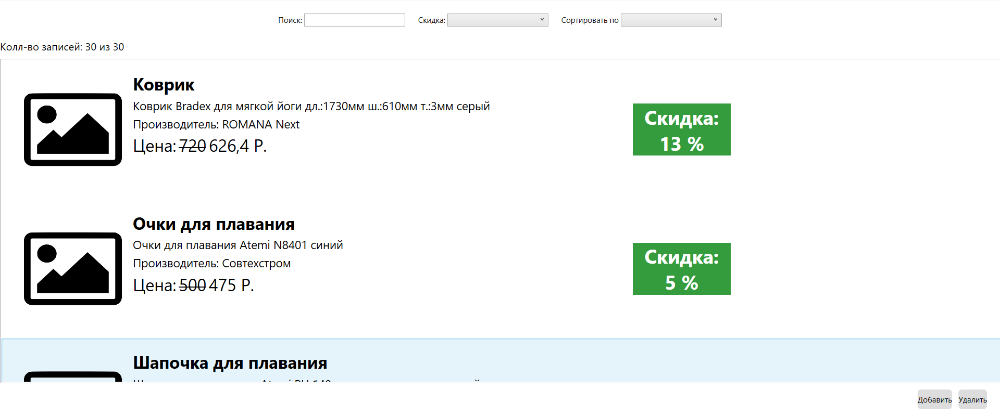 Поиск: Скидка: Сортировать по
Колл-во записей: 30 из 30
Коврик
Коврик Bradex для мягкой йоги дл.:1730мм ш.:610мм т.:3мм серый
Производитель: ROMANA Next
Цена: 720 626,4 Р.
Скидка:
13 %
Очки для плавания
Очки для плавания Atemi N8401 синий
Производитель: Совтехстром
Цена: 500 475 Р.
Скидка:
5 %
Шапочка для плавания
Добавить Удалить